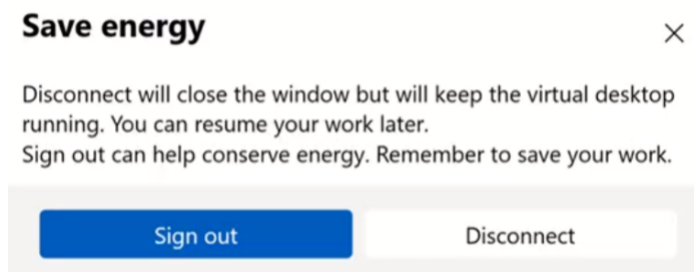 Save energy
Disconnect will close the window but will keep the virtual desktop
running. You can resume your work later.
Sign out can help conserve energy. Remember to save your work.
Sign out
Disconnect